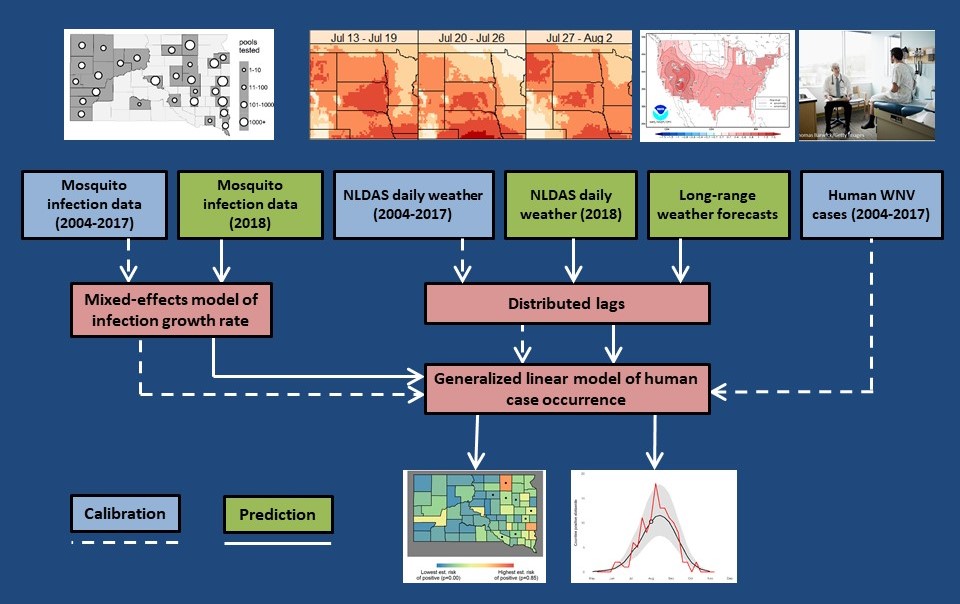 pools
tested
1-10
11-100
101-1000
1000+
Jul 13 - Jul 19
Jul 20 - Jul 26
Jul 27 - Aug 2
Mosquito
infection data
(2004-2017)
Mosquito
infection data
(2018)
NLDAS daily weather
(2004-2017)
NLDAS daily
weather (2018)
Long-range
weather forecasts
Human WNV
cases (2004-2017)
Mixed-effects model of
infection growth rate
Distributed lags
Generalized linear model of human
case occurrence
Calibration
Prediction
Lowest est. risk
of positive (p=0.00)
Highest est. risk
of positive (p=0.85)